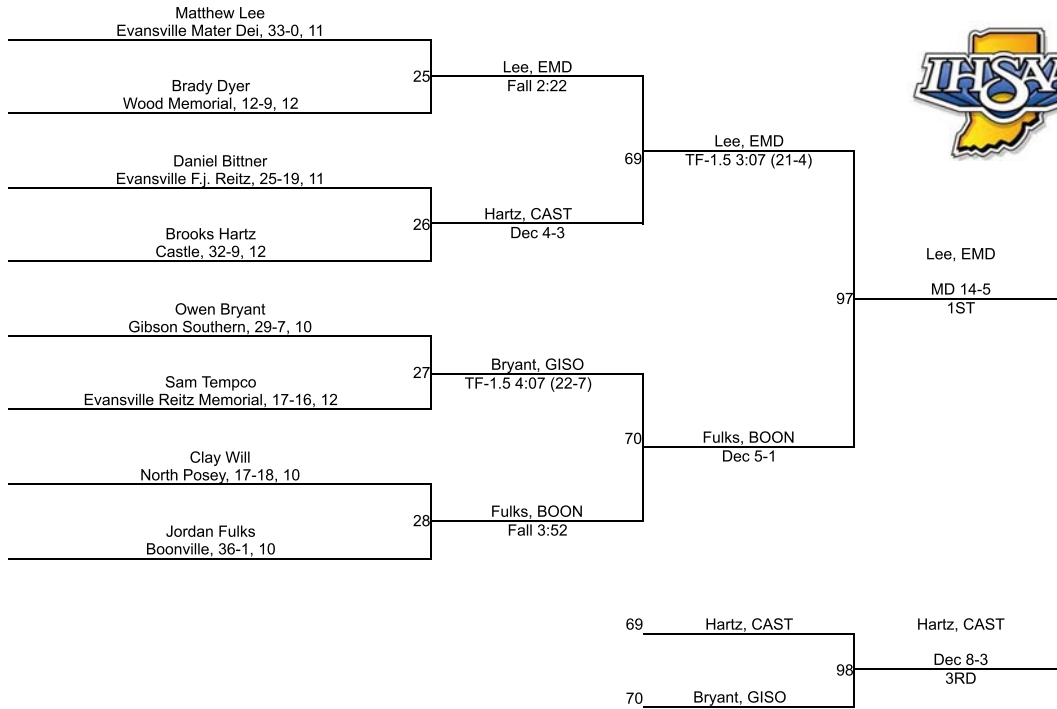 Matthew Lee
Evansville Mater Dei, 33-0, 11
25
Lee, EMD
Fall 2:22
Brady Dyer
Wood Memorial, 12-9, 12
IHSAA
69
Lee, EMD
TF-1.5 3:07 (21-4)
Daniel Bittner
Evansville F.j. Reitz, 25-19, 11
26
Hartz, CAST
Dec 4-3
Brooks Hartz
Castle, 32-9, 12
97
Lee, EMD
MD 14-5
1ST
Owen Bryant
Gibson Southern, 29-7, 10
27
Bryant, GISO
TF-1.5 4:07 (22-7)
Sam Tempco
Evansville Reitz Memorial, 17-16, 12
70
Fulks, BOON
Dec 5-1
Clay Will
North Posey, 17-18, 10
28
Fulks, BOON
Fall 3:52
Jordan Fulks
Boonville, 36-1, 10
69
Hartz, CAST
98
Hartz, CAST
Dec 8-3
3RD
70
Bryant, GISO